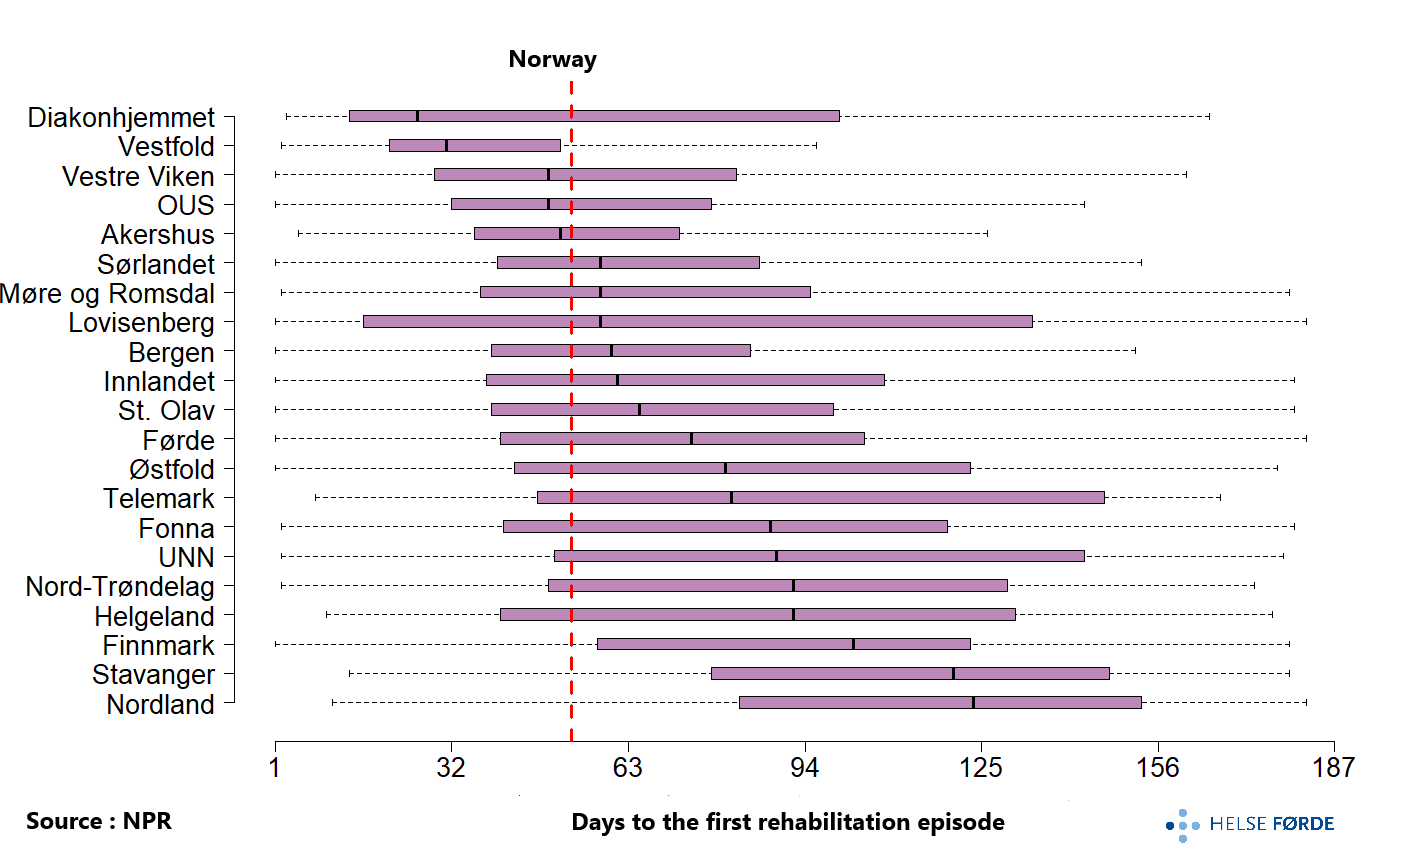 Norway
Diakonhjemmet
Vestfold
Vestre Viken
OUS
Akershus
Sørlandet
Møre og Romsdal
Lovisenberg
Bergen
Innlandet
St. Olav
Førde
Østfold
Telemark
Fonna
UNN
Nord-Trøndelag
Helgeland
Finnmark
Stavanger
Nordland
1 32 63 94 125 156 187
Source : NPR Days to the first rehabilitation episode HELSE FØRDE